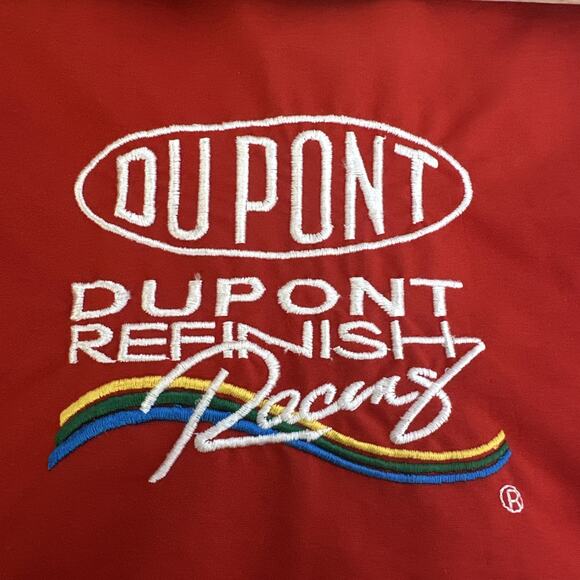 DUPONT
DUPONT
REFINISH
Racing
®